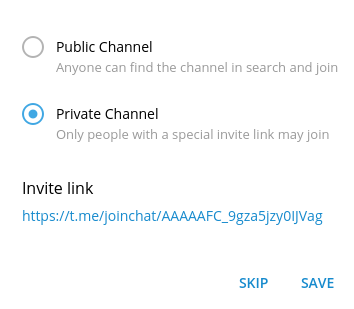 Public Channel
Anyone can find the channel in search and join
Private Channel
Only people with a special invite link may join
Invite link
https://t.me/joinchat/AAAAAFC_9gza5jzy0IJVag
SKIP SAVE